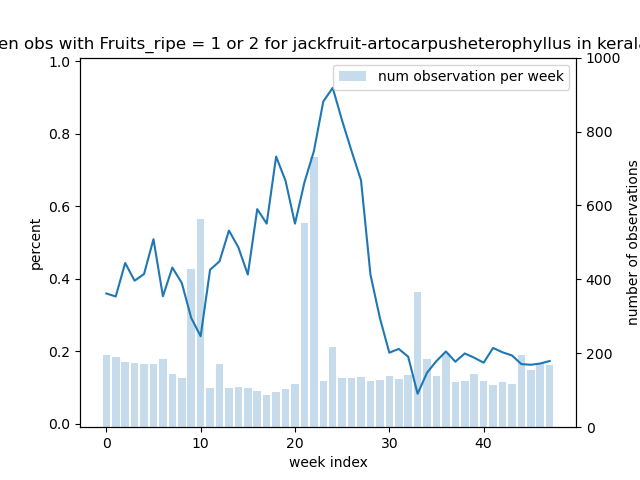 en obs with Fruits_ripe = 1 or 2 for jackfruit-artocarpusheterophyllus in kerala
num observation per week
percent
number of observations
week index
1.0
0.8
0.6
0.4
0.2
0.0
1000
800
600
400
200
0
0 10 20 30 40